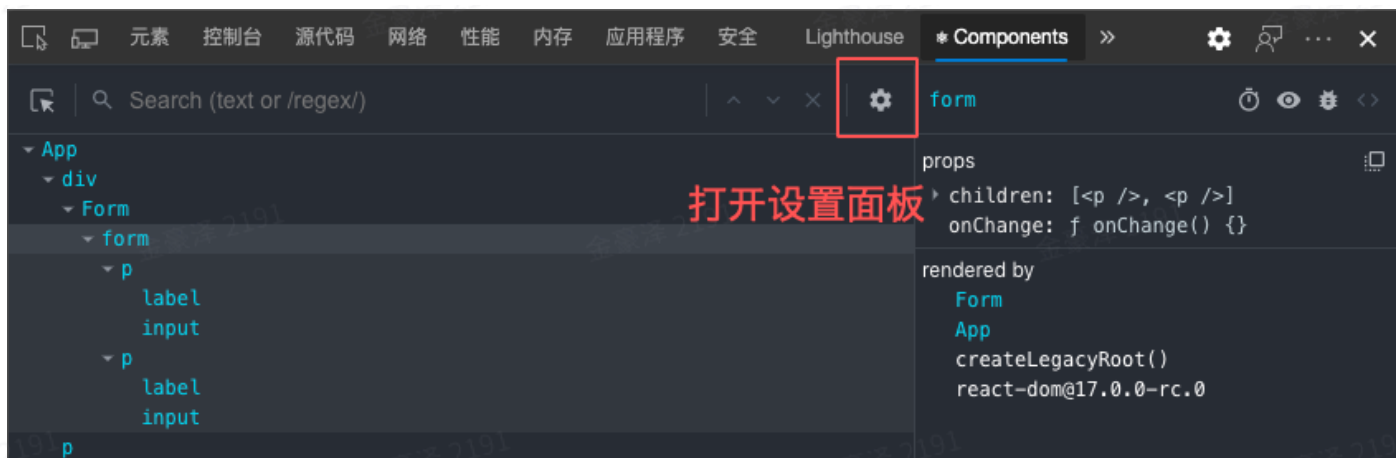 元素 控制台 源代码 网络 性能 内存 应用程序 安全 Lighthouse Components »
Search (text or /regex/)
form
App
div
Form
form
p
label
input
p
label
input
p
打开设置面板
props
children: [<p />, <p />]
onChange: ƒ onChange() {}
rendered by
Form
App
createLegacyRoot()
react-dom@17.0.0-rc.0